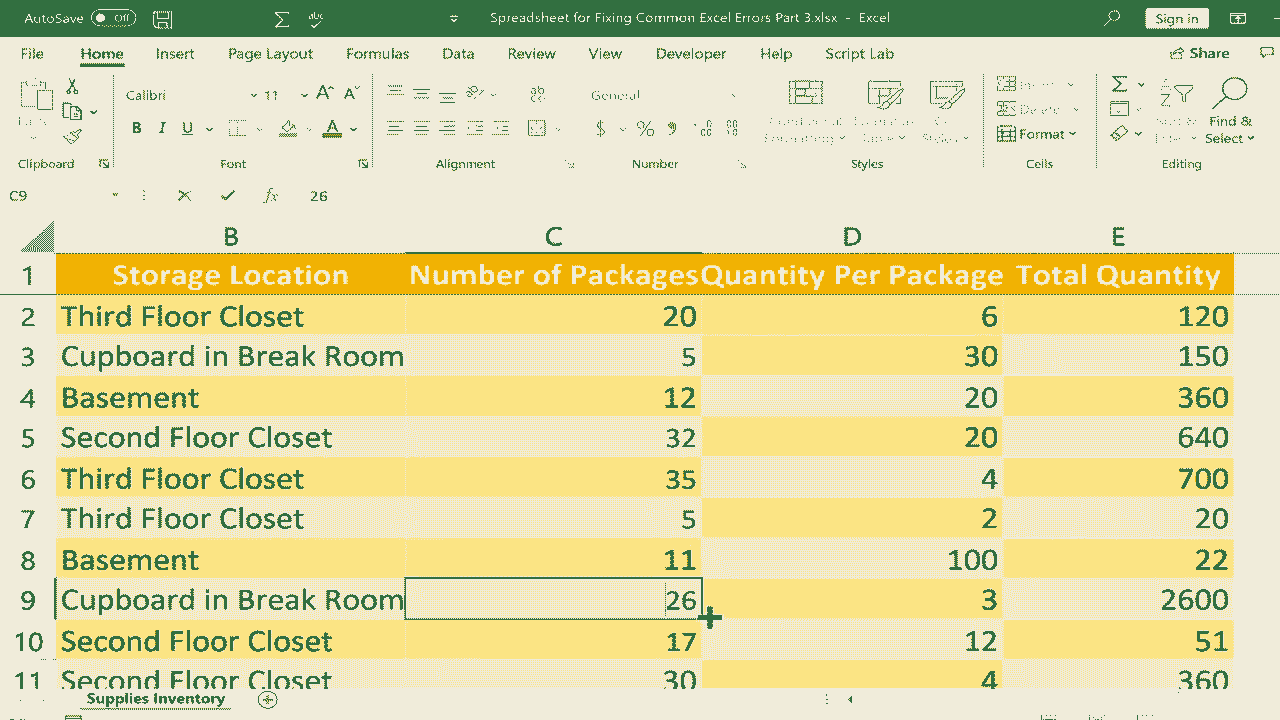 AutoSave Off Spreadsheet for Fixing Common Excel Errors Part 3.xlsx - Excel Sign in
File Home Insert Page Layout Formulas Data Review View Developer Help Script Lab Share
Calibri 11 A A General Σ
B I U A $ % Format Find & Select
Clipboard Font Alignment Number Styles Cells Editing
C9 fx 26
B C D E
1 Storage Location Number of Packages Quantity Per Package Total Quantity
2 Third Floor Closet 20 6 120
3 Cupboard in Break Room 5 30 150
4 Basement 12 20 360
5 Second Floor Closet 32 20 640
6 Third Floor Closet 35 4 700
7 Third Floor Closet 5 2 20
8 Basement 11 100 22
9 Cupboard in Break Room 26 3 2600
10 Second Floor Closet 17 12 51
11 Second Floor Closet 30 4 360
Supplies Inventory